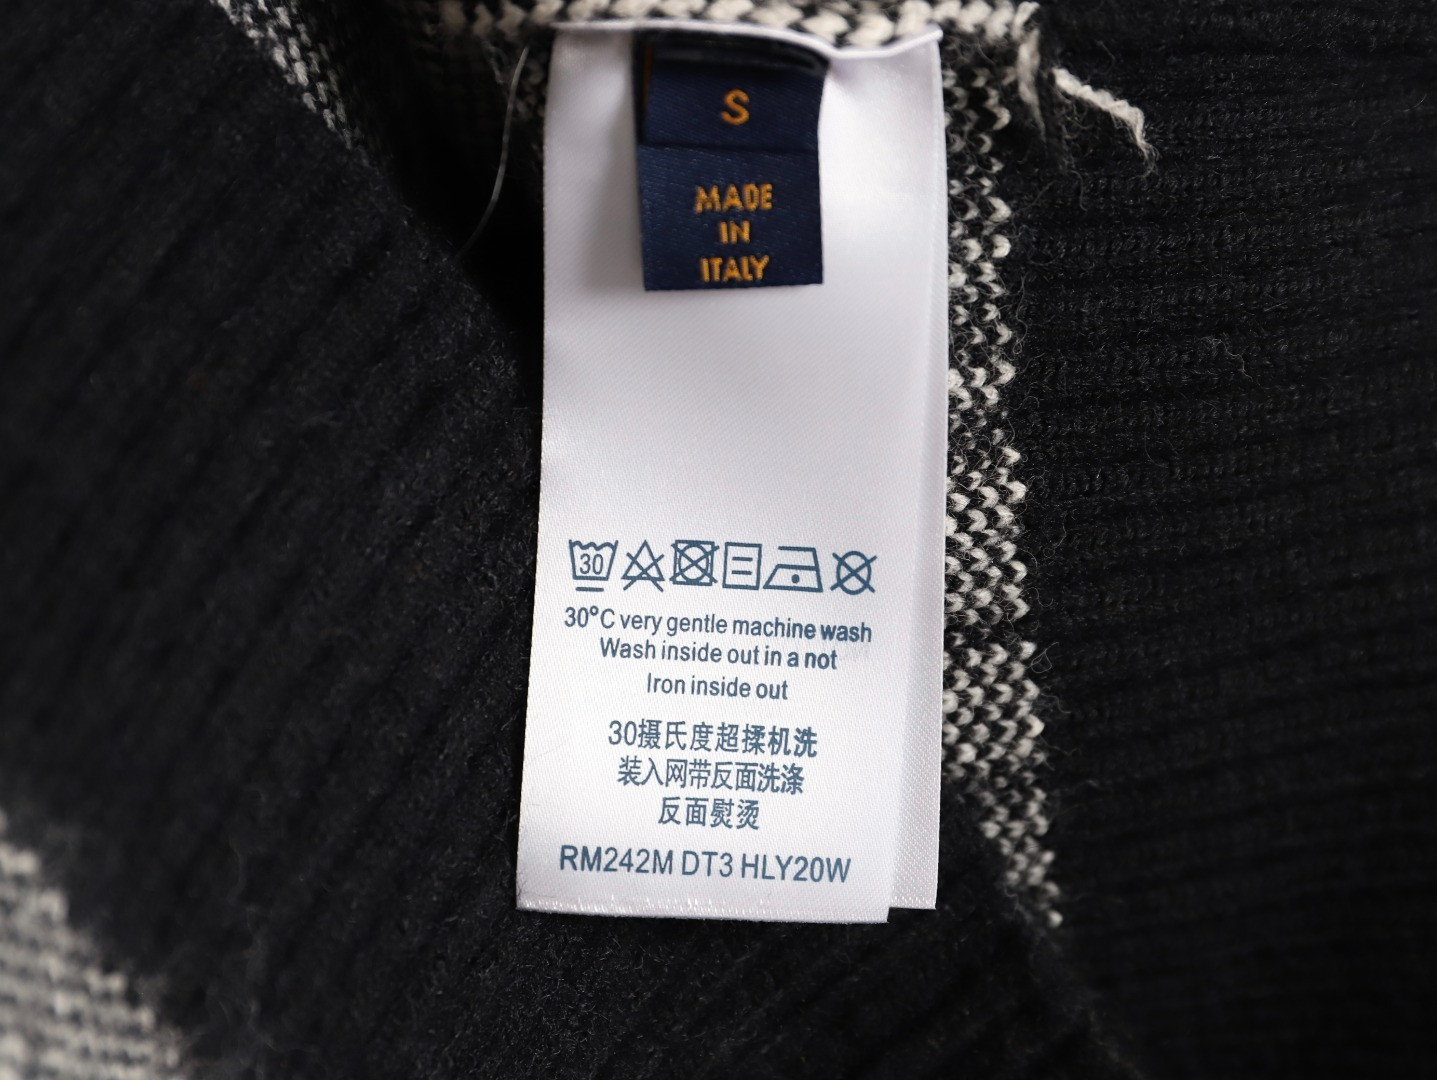 S
MADE
IN
ITALY
30
30°C very gentle machine wash
Wash inside out in a not
Iron inside out
30摄氏度超揉机洗
装入网带反面洗涤
反面熨烫
RM242M DT3 HLY20W